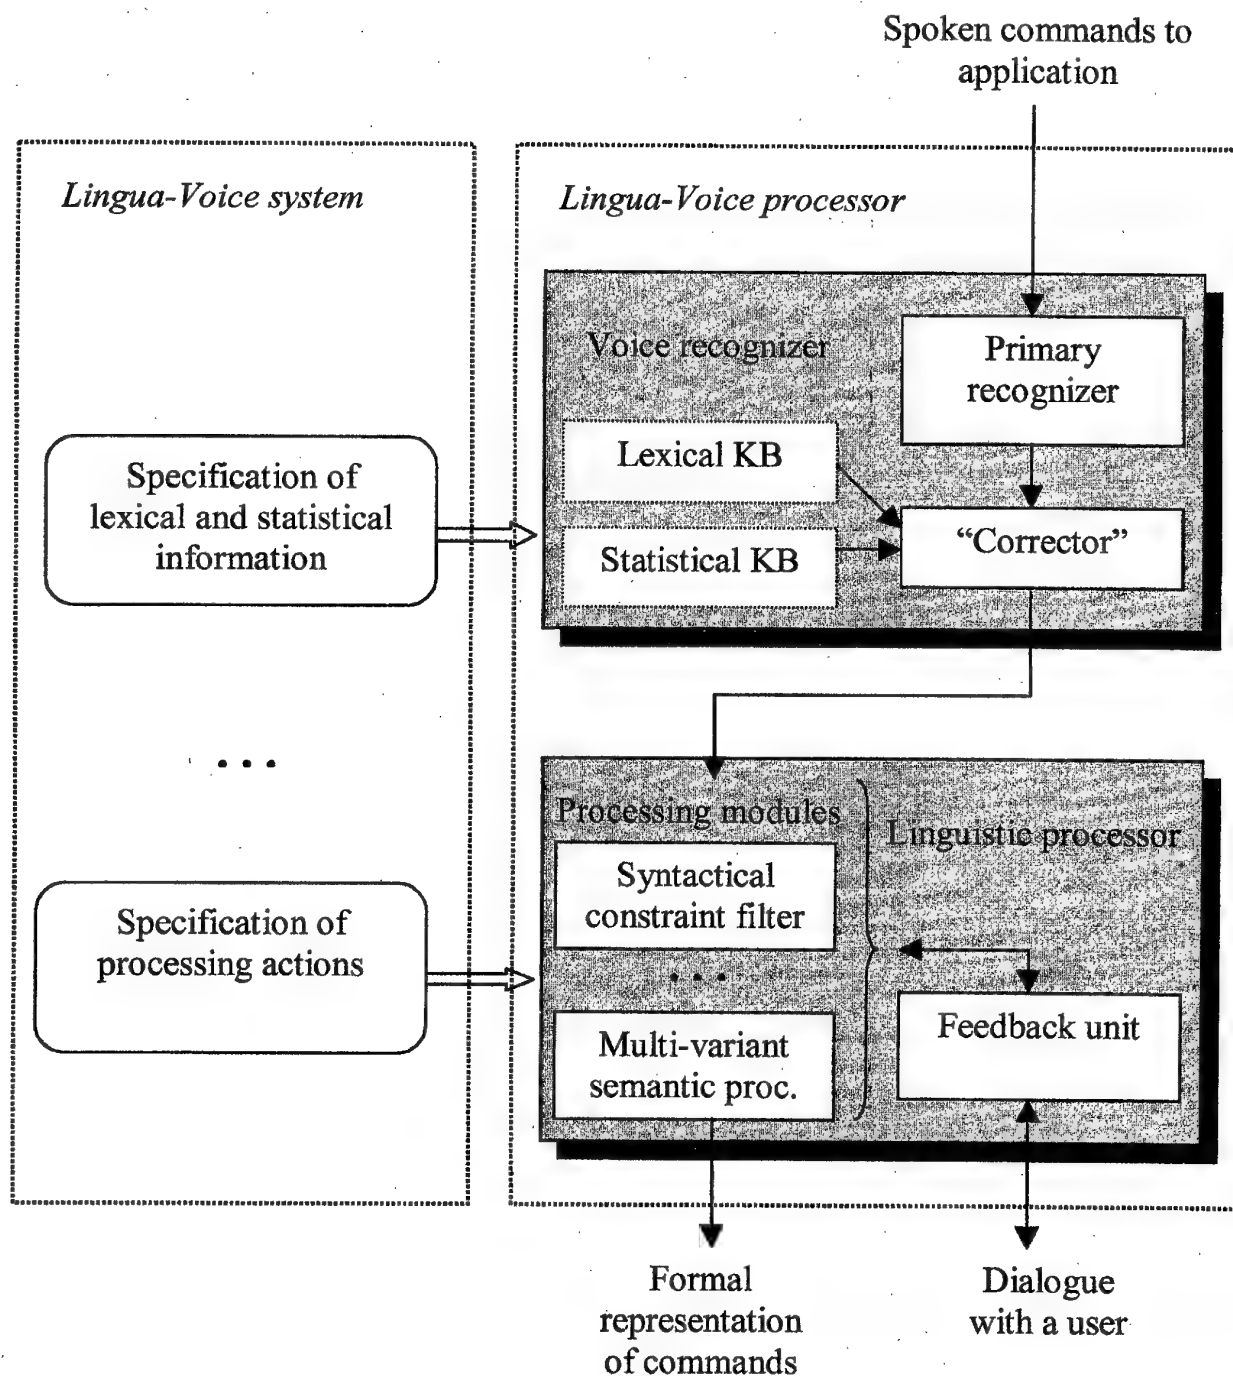 Spoken commands to
application
Lingua-Voice system
Lingua-Voice processor
Voice recognizer
Primary
recognizer
Lexical KB
Specification of
lexical and statistical
information
Statistical KB
“Corrector”
. . .
Processing modules
Linguistic processor
Syntactical
constraint filter
Specification of
processing actions
. . .
Feedback unit
Multi-variant
semantic proc.
Formal
representation
of commands
Dialogue
with a user